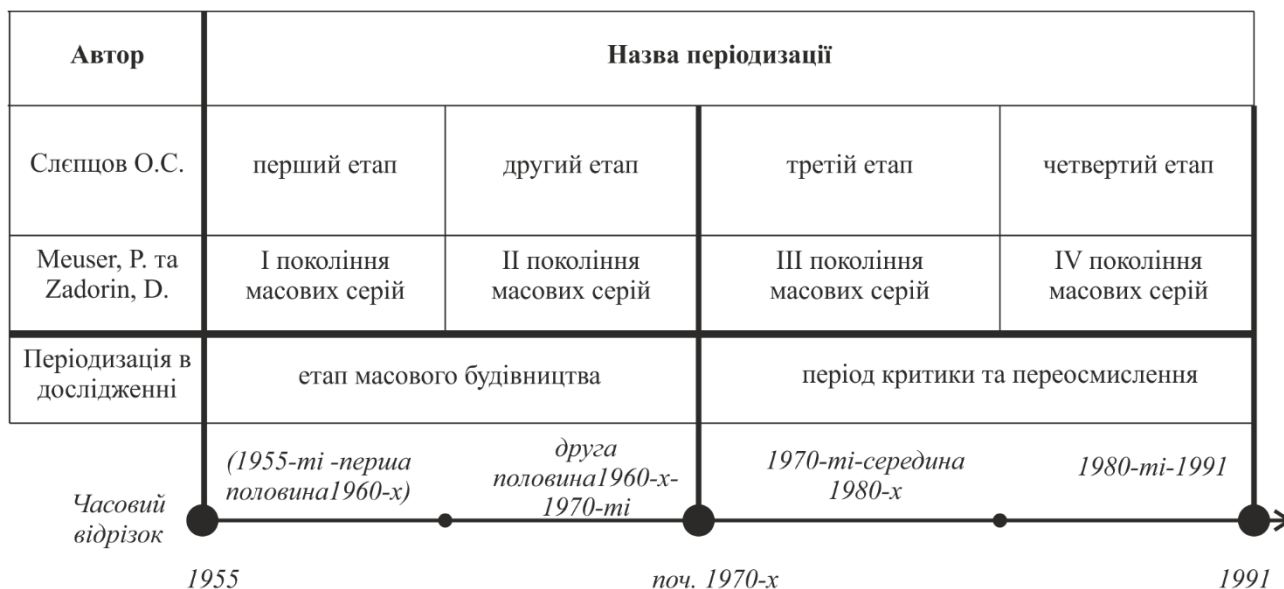 Автор
Назва періодизації
Слєпцов О.С.
перший етап
другий етап
третій етап
четвертий етап
Meuser, P. та
Zadorin, D.
I покоління
масових серій
II покоління
масових серій
III покоління
масових серій
IV покоління
масових серій
Періодизація в
дослідженні
етап масового будівництва
період критики та переосмислення
Часовий
відрізок
(1955-ті -перша
половина1960-х)
друга
половина1960-х-
1970-ті
1970-ті-середина
1980-х
1980-ті-1991
1955
поч. 1970-х
1991